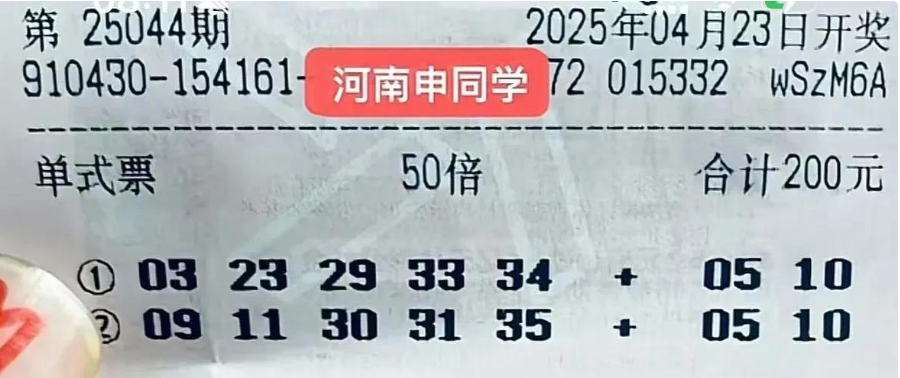 第 25044期 2025年04月23日开奖
910430-154161- 河南申同学 72 015332 wSzM6A
单式票 50倍 合计200元
① 03 23 29 33 34 + 05 10
② 09 11 30 31 35 + 05 10